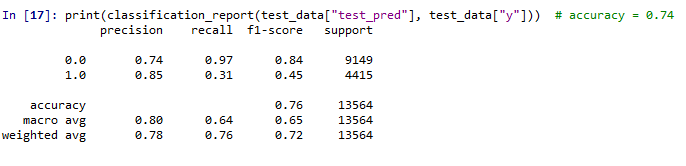 In [17]: print(classification_report(test_data["test_pred"], test_data["y"]))  # accuracy = 0.74
              precision    recall  f1-score   support

         0.0       0.74      0.97      0.84      9149
         1.0       0.85      0.31      0.45      4415

    accuracy                           0.76     13564
   macro avg       0.80      0.64      0.65     13564
weighted avg       0.78      0.76      0.72     13564